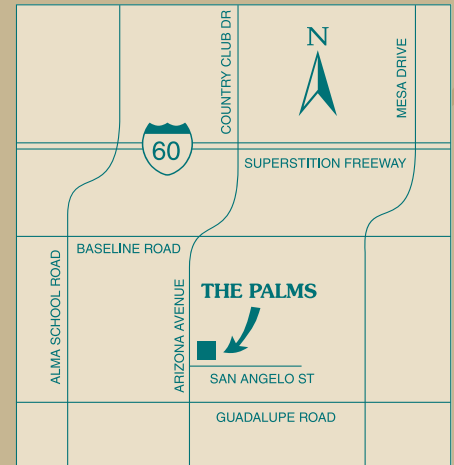 COUNTRY CLUB DR
N
MESA DRIVE
60
SUPERSTITION FREEWAY
BASELINE ROAD
ALMA SCHOOL ROAD
ARIZONA AVENUE
THE PALMS
SAN ANGELO ST
GUADALUPE ROAD